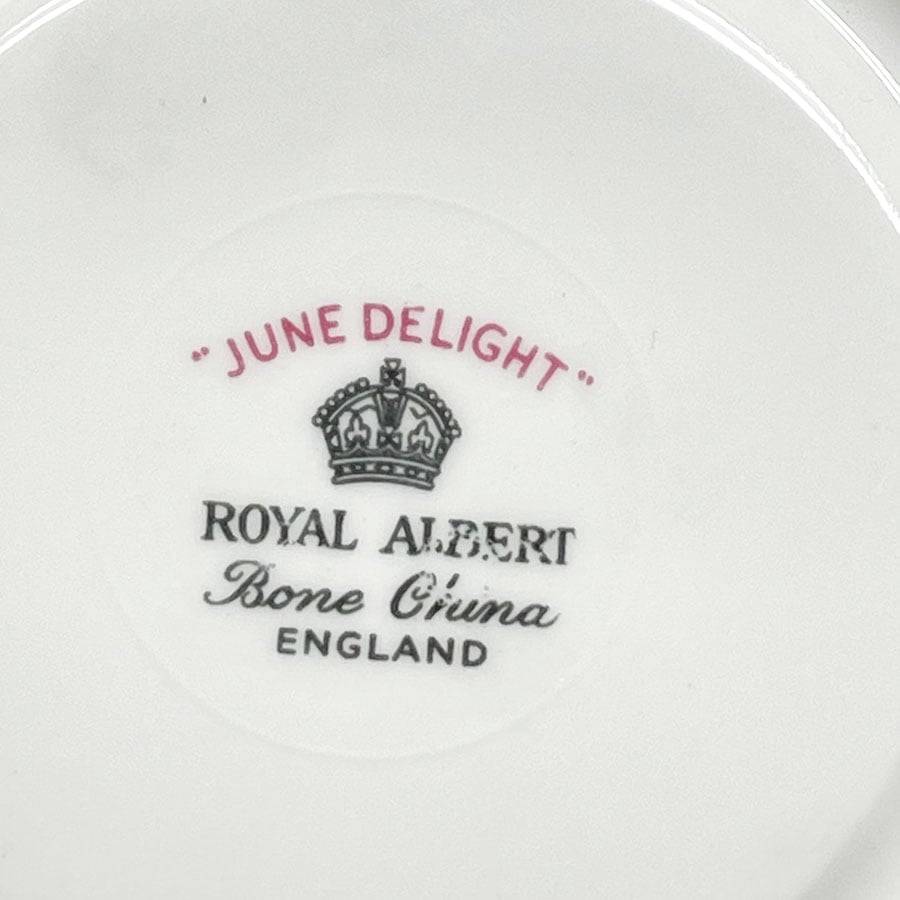 "JUNE DELIGHT"
ROYAL ALBERT
Bone China
ENGLAND